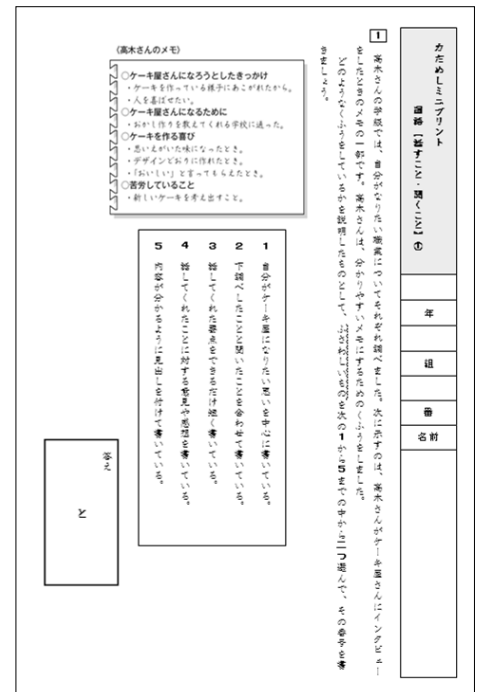 力だめしミニプリント
国語【話すこと・聞くこと】①
年
組
番
名前
1
高木さんの学級では、自分がなりたい職業についてそれぞれ調べました。次に示すのは、高木さんがケーキ屋さんにインタビュー
をしたときのメモの一部です。高木さんは、分かりやすいメモにするためのくふうをしました。
どのようなくふうをしているかを説明したものとして、ふさわしいものを次の1から5までの中から二つ選んで、その番号を書
きましょう。
〈高木さんのメモ〉
○ケーキ屋さんになろうとしたきっかけ
・ケーキを作っている様子にあこがれたから。
・人を喜ばせたい。
○ケーキ屋さんになるために
・おかし作りを教えてくれる学校に通った。
○ケーキを作る喜び
・思いえがいた味になったとき。
・デザインどおりに作れたとき。
・「おいしい」と言ってもらえたとき。
○苦労していること
・新しいケーキを考え出すこと。
1 自分がケーキ屋になりたい思いを中心に書いている。
2 下調べしたことと聞いたことを合わせて書いている。
3 話してくれた要点をできるだけ短く書いている。
4 話してくれたことに対する意見や感想を書いている。
5 内容が分かるように見出しを付けて書いている。
答え
と